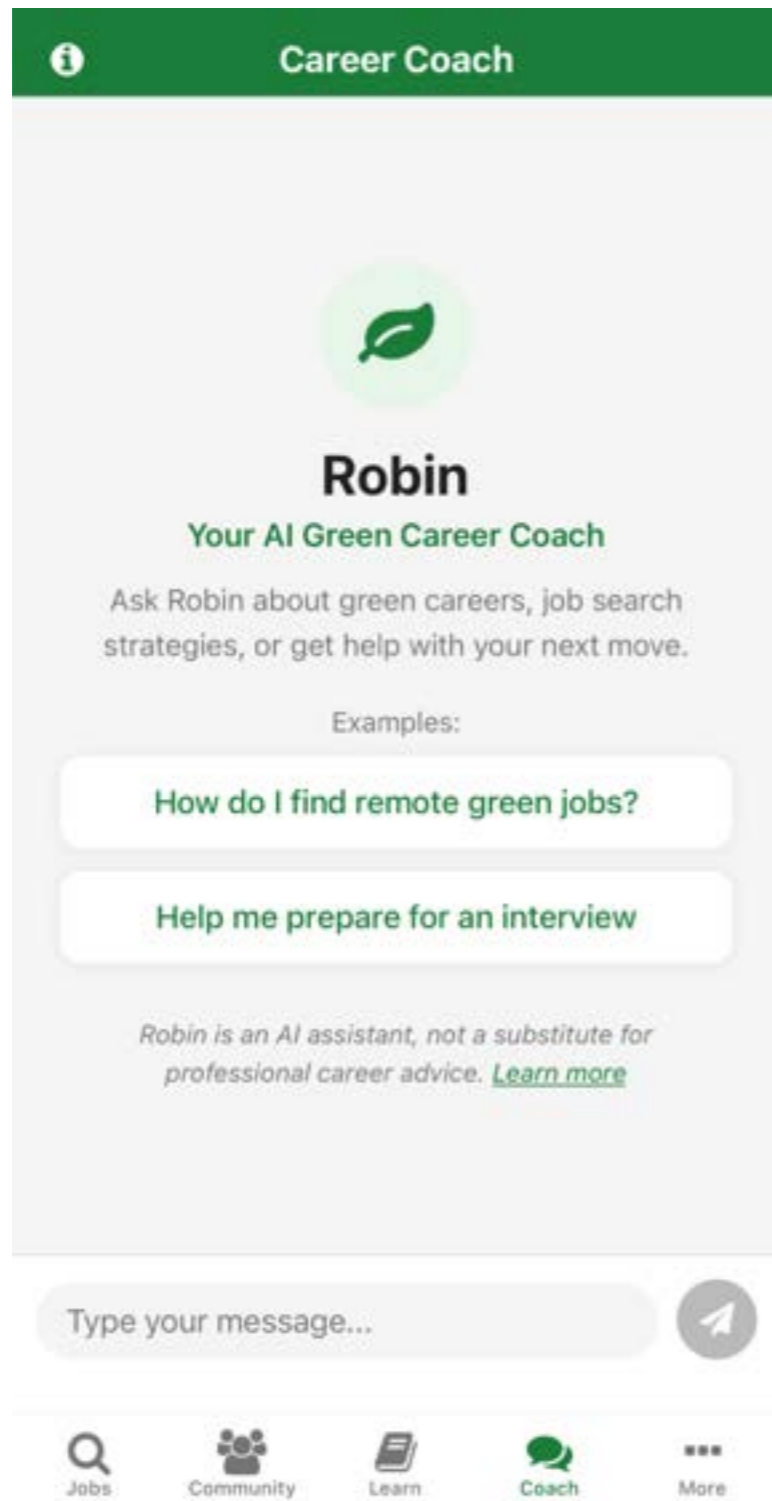 Career Coach
Robin
Your AI Green Career Coach
Ask Robin about green careers, job search
strategies, or get help with your next move.
Examples:
How do I find remote green jobs?
Help me prepare for an interview
Robin is an AI assistant, not a substitute for
professional career advice. Learn more
Type your message...
Jobs
Community
Learn
Coach
More